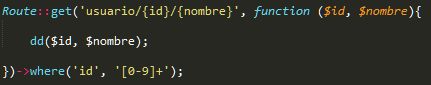 Route::get('usuario/{id}/{nombre}', function ($id, $nombre){
dd($id, $nombre);
})->where('id', '[0-9]+');